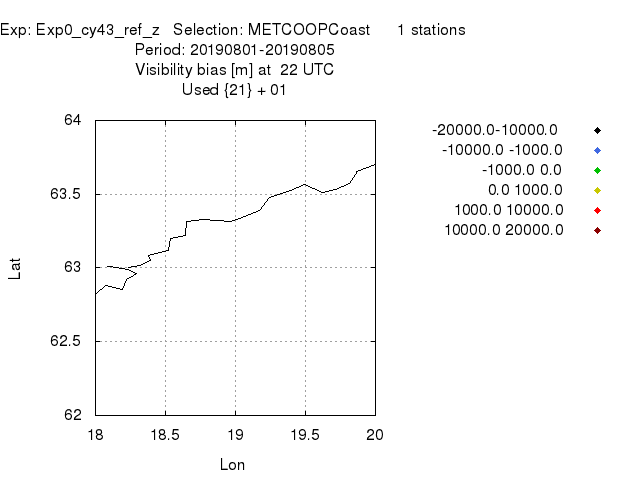 Exp: Exp0_cy43_ref_z   Selection: METCOOPCoast      1 stations
Period: 20190801-20190805
Visibility bias [m] at  22 UTC
Used {21} + 01
-20000.0-10000.0
-10000.0 -1000.0
-1000.0 0.0
0.0 1000.0
1000.0 10000.0
10000.0 20000.0
64
63.5
63
62.5
62
Lat
18
18.5
19
19.5
20
Lon